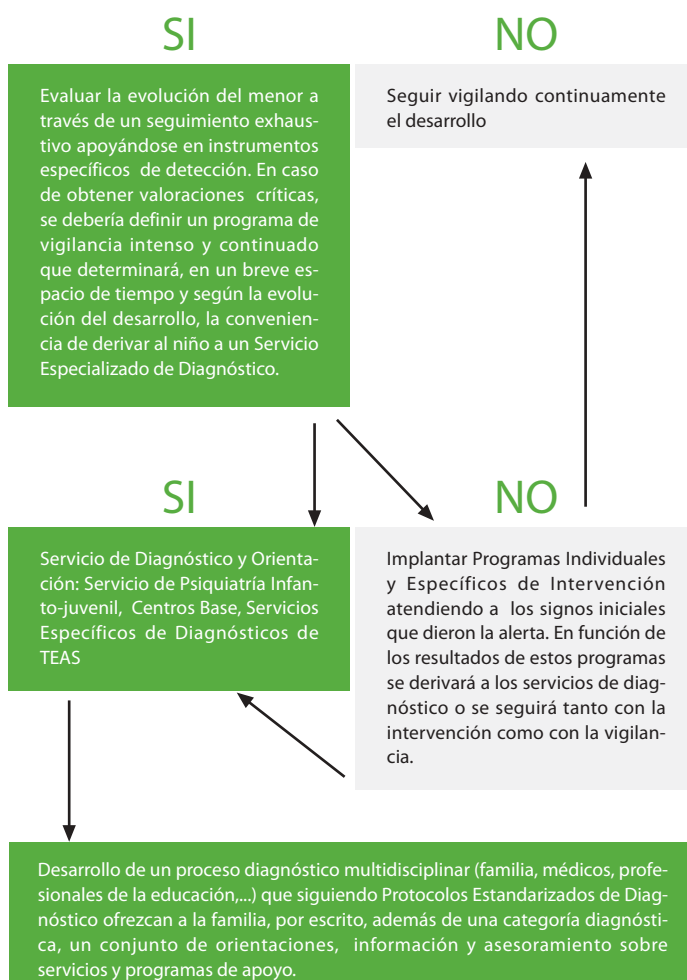 SI
Evaluar la evolución del menor a
través de un seguimiento exhaus-
tivo apoyándose en instrumentos
específicos de detección. En caso
de obtener valoraciones críticas,
se debería definir un programa de
vigilancia intenso y continuado
que determinará, en un breve es-
pacio de tiempo y según la evolu-
ción del desarrollo, la convenien-
cia de derivar al niño a un Servicio
Especializado de Diagnóstico.
NO
Seguir vigilando continuamente
el desarrollo
SI
Servicio de Diagnóstico y Orienta-
ción: Servicio de Psiquiatría Infan-
to-juvenil, Centros Base, Servicios
Específicos de Diagnósticos de
TEAS
NO
Implantar Programas Individuales
y Específicos de Intervención
atendiendo a los signos iniciales
que dieron la alerta. En función de
los resultados de estos programas
se derivará a los servicios de diag-
nóstico o se seguirá tanto con la
intervención como con la vigilan-
cia.
Desarrollo de un proceso diagnóstico multidisciplinar (familia, médicos, profe-
sionales de la educación,...) que siguiendo Protocolos Estandarizados de Diag-
nóstico ofrezcan a la familia, por escrito, además de una categoría diagnósti-
ca, un conjunto de orientaciones, información y asesoramiento sobre
servicios y programas de apoyo.